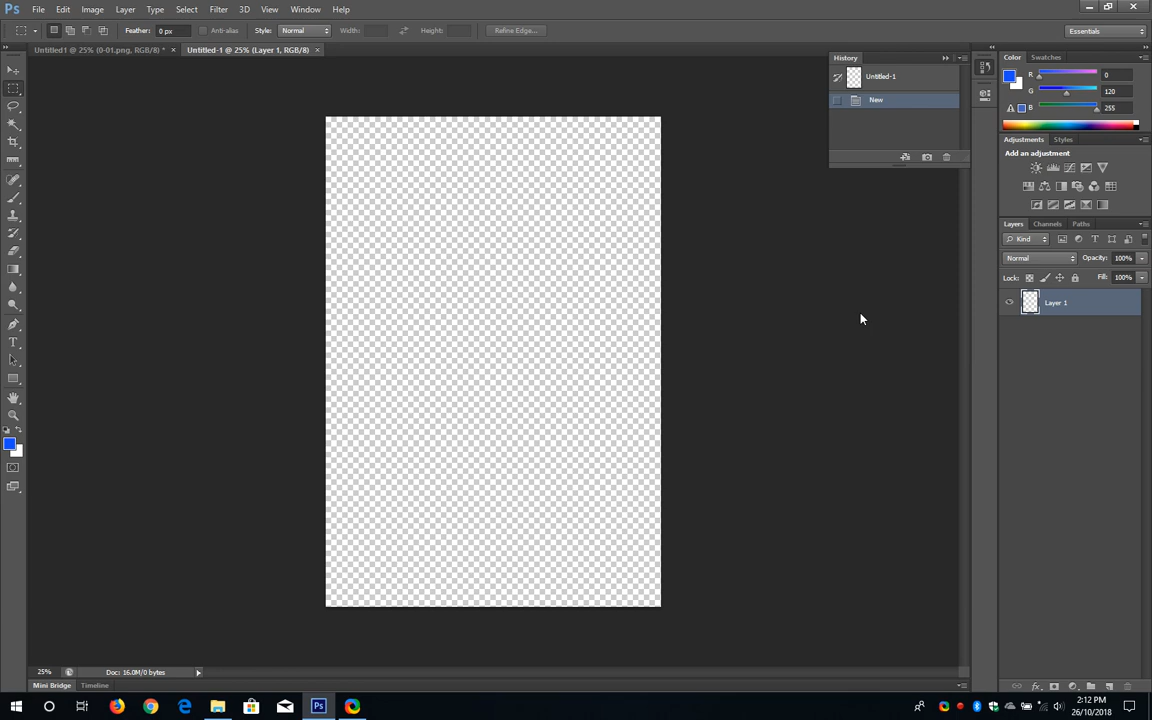 Ps File Edit Image Layer Type Select Filter 3D View Window Help
Feather: 0 px Anti-alias Style: Normal Width: Height: Refine Edge... Essentials
Untitled1 @ 25% (0-01.png, RGB/8) * × Untitled-1 @ 25% (Layer 1, RGB/8) ×
History
Untitled-1
New
Color Swatches
R 0
G 120
B 255
Adjustments Styles
Add an adjustment
Layers Channels Paths
Kind
Normal Opacity: 100%
Lock: Fill: 100%
Layer 1
25% Doc: 16.0M/0 bytes
Mini Bridge Timeline
Ps
2:12 PM
26/10/2018